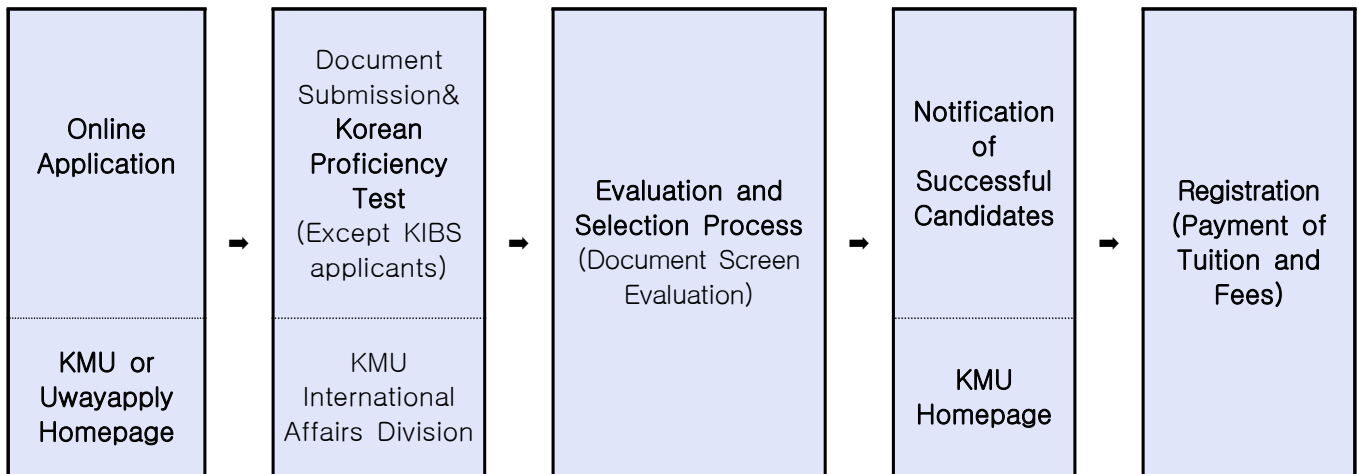 Online
Application
KMU or
Uwayapply
Homepage
➡
Document
Submission&
Korean
Proficiency
Test
(Except KIBS
applicants)
KMU
International
Affairs Division
➡
Evaluation and
Selection Process
(Document Screen
Evaluation)
➡
Notification
of
Successful
Candidates
KMU
Homepage
➡
Registration
(Payment of
Tuition and
Fees)